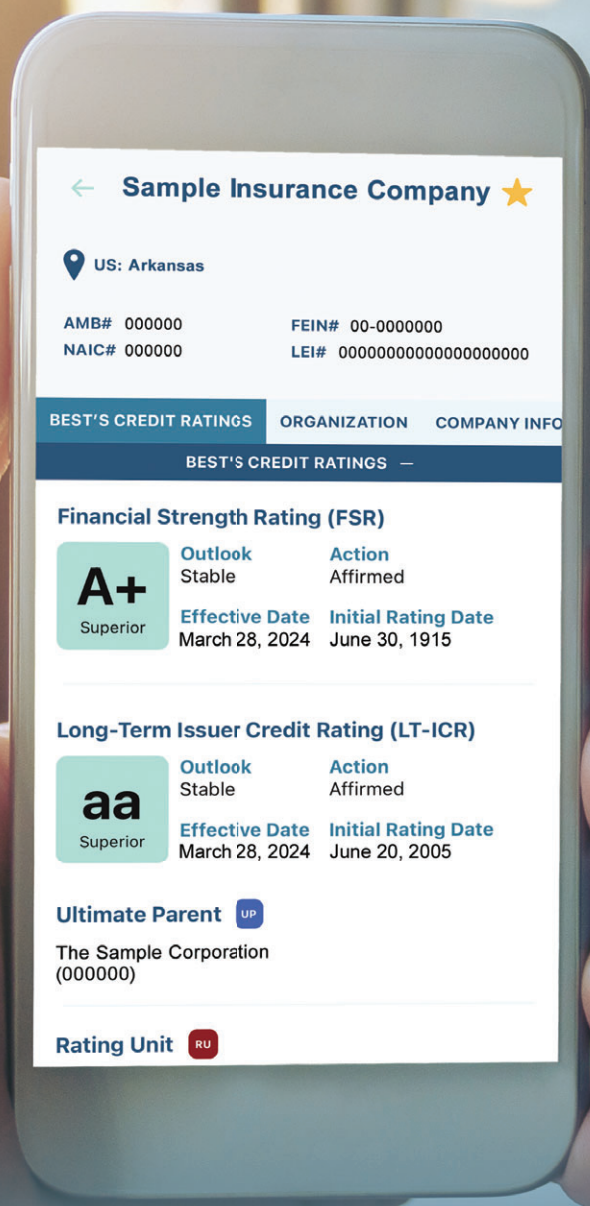 Sample Insurance Company
US: Arkansas
AMB# 000000
FEIN# 00-0000000
NAIC# 000000
LEI# 00000000000000000000
BEST'S CREDIT RATINGS
ORGANIZATION
COMPANY INFO
BEST'S CREDIT RATINGS —
Financial Strength Rating (FSR)
A+
Superior
Outlook
Stable
Action
Affirmed
Effective Date
March 28, 2024
Initial Rating Date
June 30, 1915
Long-Term Issuer Credit Rating (LT-ICR)
aa
Superior
Outlook
Stable
Action
Affirmed
Effective Date
March 28, 2024
Initial Rating Date
June 20, 2005
Ultimate Parent UP
The Sample Corporation
(000000)
Rating Unit RU